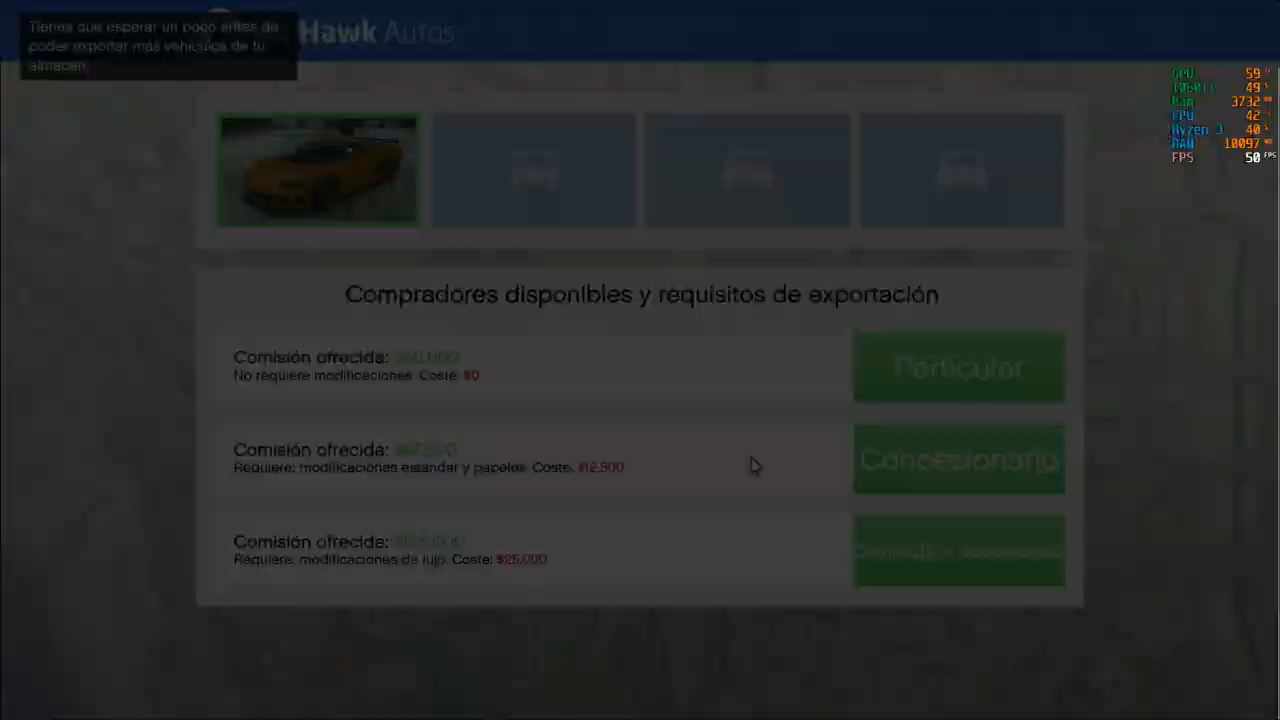 Tienes que esperar un poco antes de
poder exportar más vehículos de tu
almacén.
Hawk Autos
GPU 59
49
Ram 3732
CPU 42
Ryzen 3 40
RAM 10097
FPS 50 FPS
Compradores disponibles y requisitos de exportación
Comisión ofrecida:
No requiere modificaciones. Coste: $0
Particular
Comisión ofrecida:
Requiere: modificaciones estándar y papeles. Coste: $12,500
Concesionario
Comisión ofrecida:
Requiere: modificaciones de lujo. Coste: $25,000